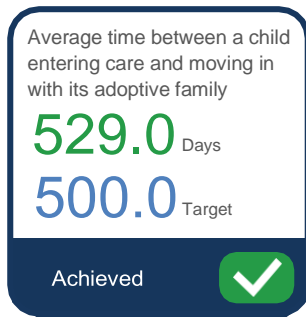 Average time between a child
entering care and moving in
with its adoptive family
529.0 Days
500.0 Target
Achieved